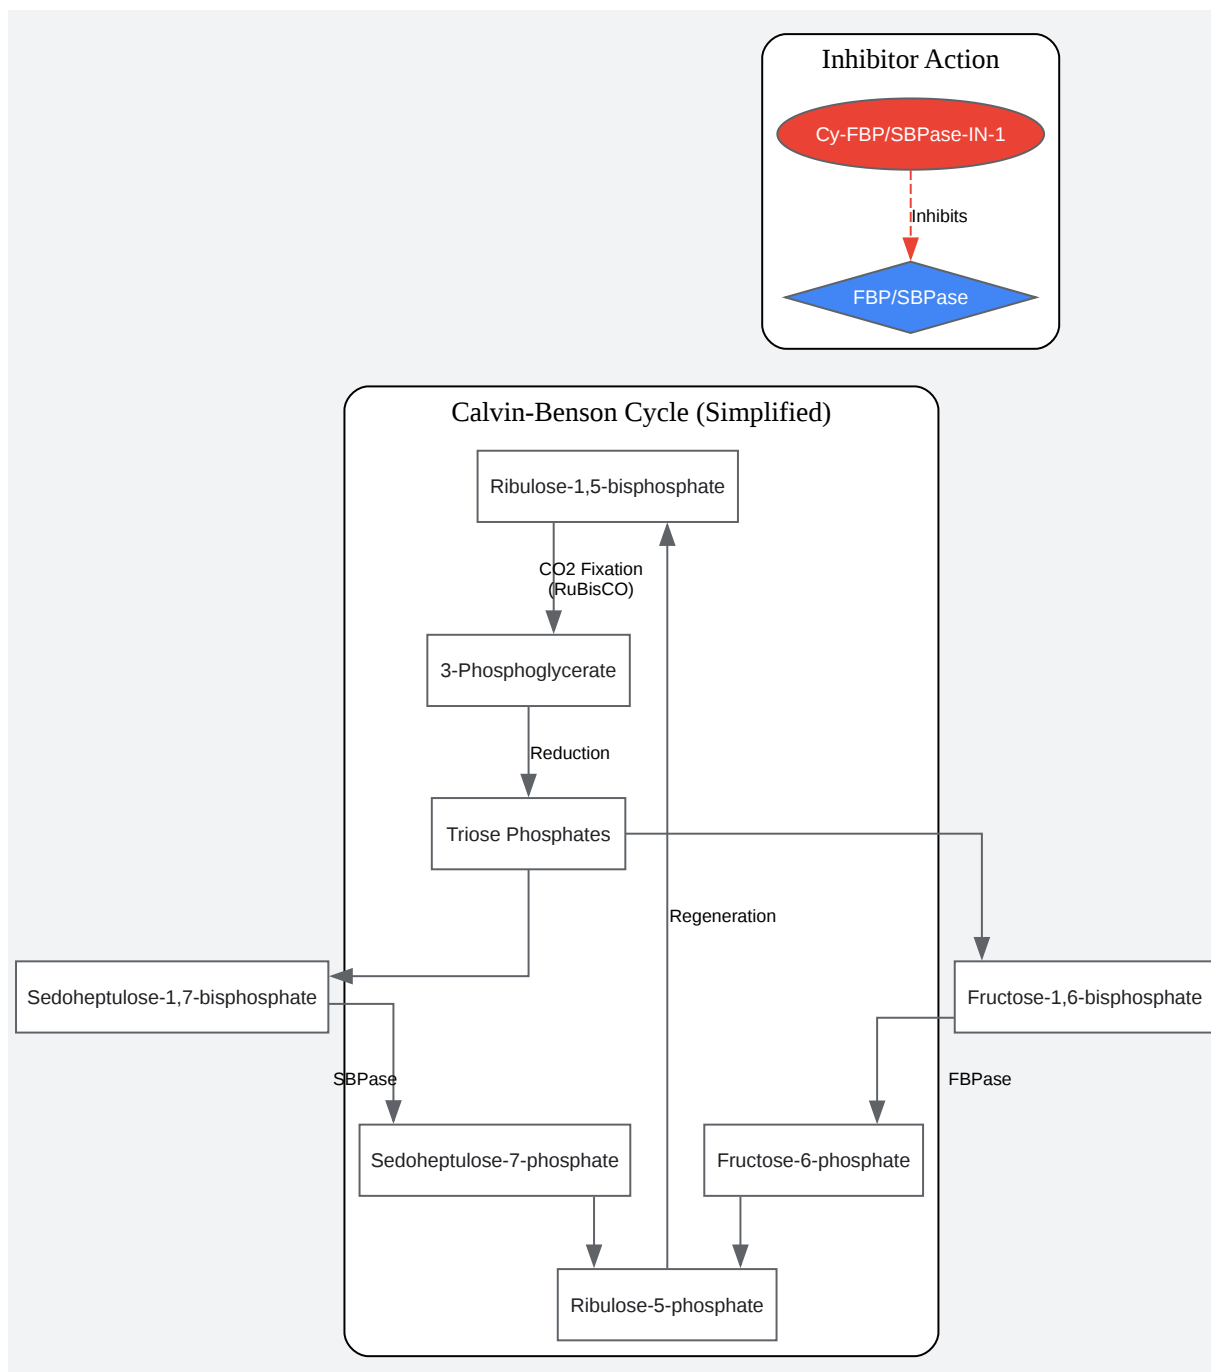 Inhibitor Action
Cy-FBP/SBPase-IN-1
Inhibits
FBP/SBPase
Calvin-Benson Cycle (Simplified)
Ribulose-1,5-bisphosphate
CO2 Fixation
(RuBisCO)
3-Phosphoglycerate
Reduction
Triose Phosphates
Regeneration
Sedoheptulose-1,7-bisphosphate
Fructose-1,6-bisphosphate
SBPase
FBPase
Sedoheptulose-7-phosphate
Fructose-6-phosphate
Ribulose-5-phosphate